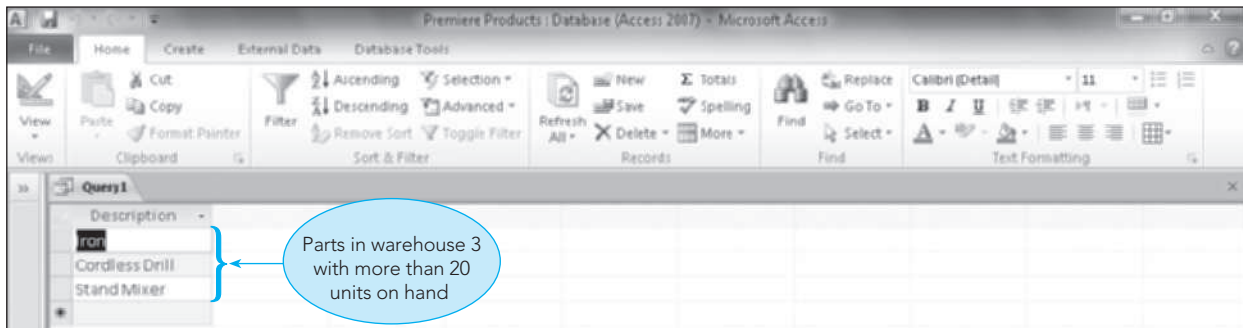 A
Premiere Products : Database (Access 2007) - Microsoft Access
File Home Create External Data Database Tools
View
Views
Paste
Cut
Copy
Format Painter
Clipboard
Filter
Ascending
Descending
Remove Sort
Selection
Advanced
Toggle Filter
Sort & Filter
Refresh All
New
Save
Delete
Totals
Spelling
More
Records
Find
Replace
Go To
Select
Find
Calibri (Detail) 11
B I U
A
Text Formatting
Query1
Description
Iron
Cordless Drill
Stand Mixer
Parts in warehouse 3
with more than 20
units on hand